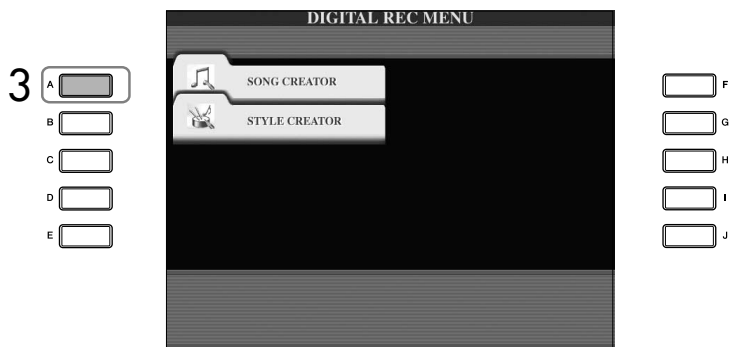 DIGITAL REC MENU
3
A
SONG CREATOR
F
B
STYLE CREATOR
G
C
H
D
I
E
J